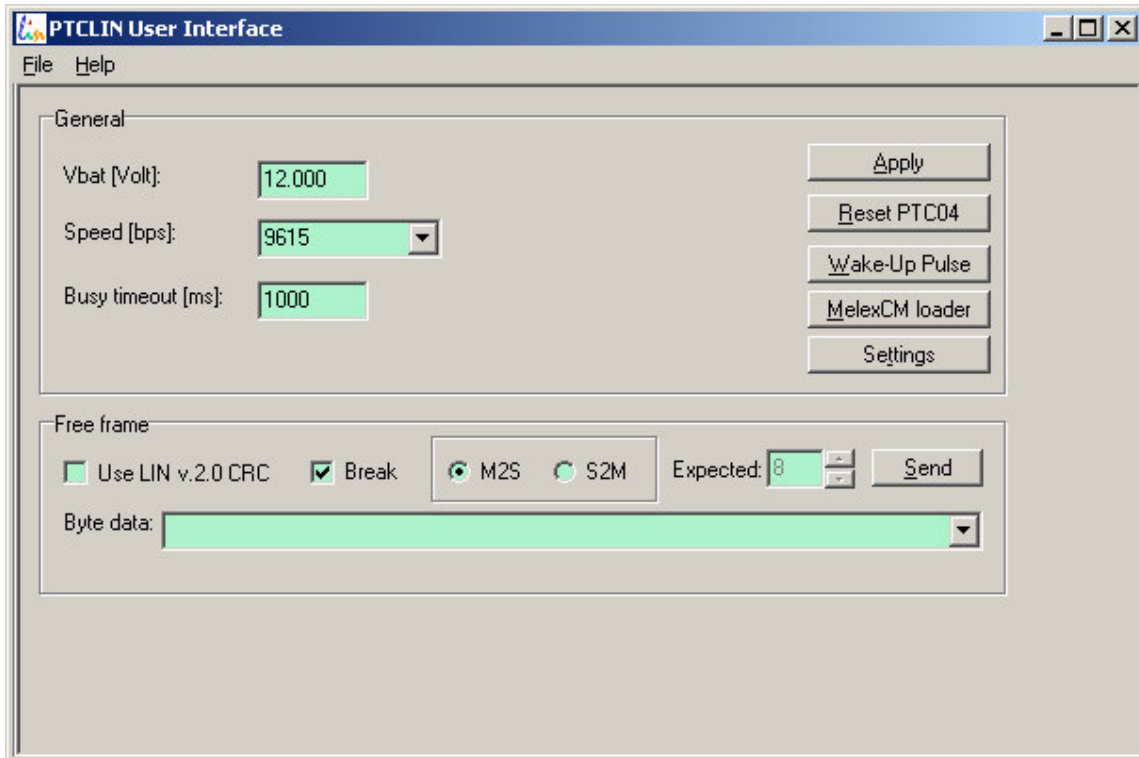 Lin PTCLIN User Interface
File Help
General
Vbat [Volt]: 12.000 Apply
Speed [bps]: 9615 Reset PTC04
Wake-Up Pulse
Busy timeout [ms]: 1000 MelexCM loader
Settings
Free frame
Use LIN v.2.0 CRC Break M2S S2M Expected: 8 Send
Byte data: